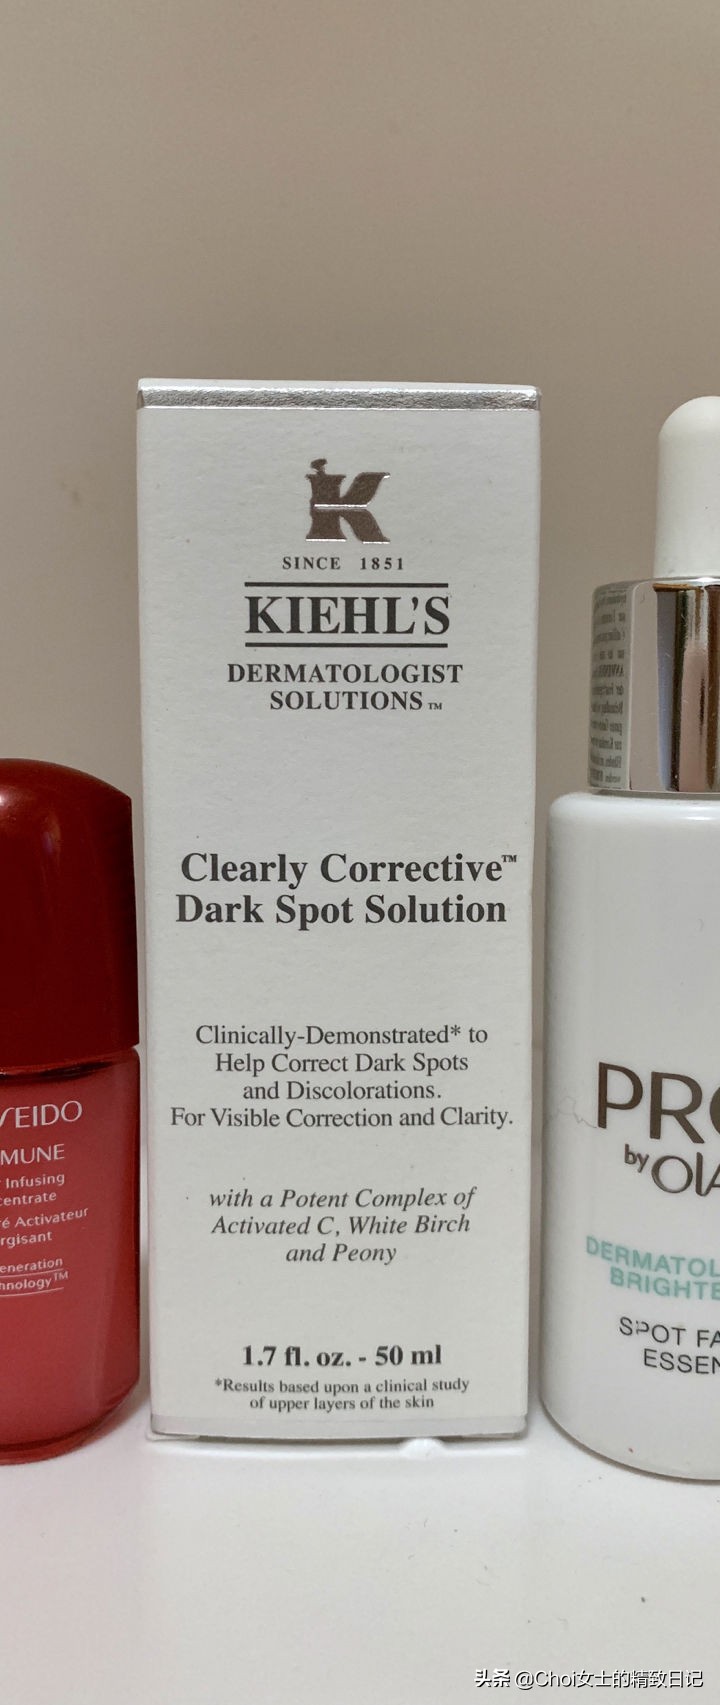 SINCE 1851
KIEHL'S
DERMATOLOGIST
SOLUTIONS™
Clearly Corrective™
Dark Spot Solution
Clinically-Demonstrated* to
Help Correct Dark Spots
and Discolorations.
For Visible Correction and Clarity.
with a Potent Complex of
Activated C, White Birch
and Peony
1.7 fl. oz. - 50 ml
*Results based upon a clinical study
of upper layers of the skin
SEIDO
MUNE
Infusing
centrate
Activateur
rgisant
eneration
hnology™
PRO
by OLA
DERMATOL
BRIGHTE
SPOT FA
ESSEN
头条 @Choi女士的精致日记